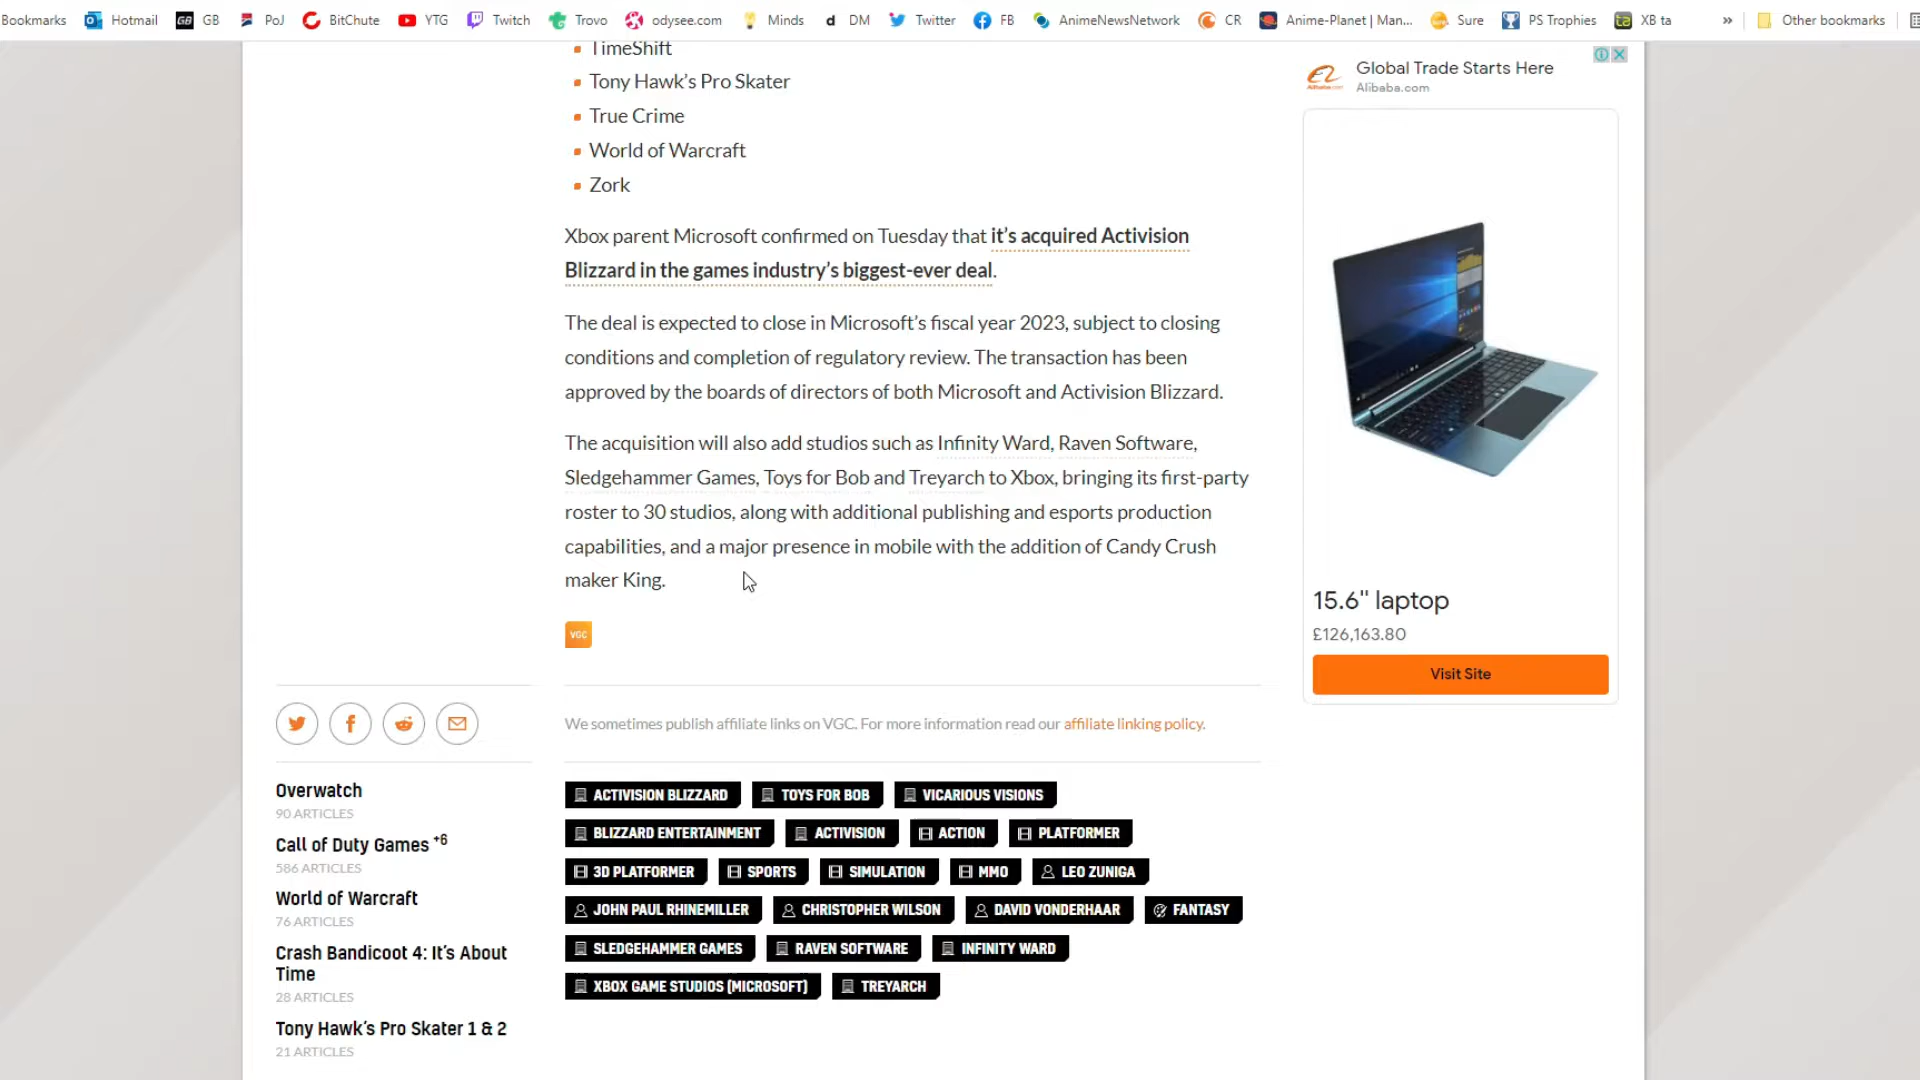 Bookmarks Hotmail GB GB PoJ BitChute YTG Twitch Trovo odysee.com Minds d DM Twitter FB AnimeNewsNetwork CR Anime-Planet | Man... Sure PS Trophies ta XB ta » Other bookmarks
TimeShift
Tony Hawk’s Pro Skater
True Crime
World of Warcraft
Zork
Xbox parent Microsoft confirmed on Tuesday that it’s acquired Activision
Blizzard in the games industry’s biggest-ever deal.
The deal is expected to close in Microsoft’s fiscal year 2023, subject to closing
conditions and completion of regulatory review. The transaction has been
approved by the boards of directors of both Microsoft and Activision Blizzard.
The acquisition will also add studios such as Infinity Ward, Raven Software,
Sledgehammer Games, Toys for Bob and Treyarch to Xbox, bringing its first-party
roster to 30 studios, along with additional publishing and esports production
capabilities, and a major presence in mobile with the addition of Candy Crush
maker King.
VGC
We sometimes publish affiliate links on VGC. For more information read our affiliate linking policy.
Overwatch
90 ARTICLES
Call of Duty Games +6
586 ARTICLES
World of Warcraft
76 ARTICLES
Crash Bandicoot 4: It’s About
Time
28 ARTICLES
Tony Hawk’s Pro Skater 1 & 2
21 ARTICLES
ACTIVISION BLIZZARD TOYS FOR BOB VICARIOUS VISIONS
BLIZZARD ENTERTAINMENT ACTIVISION ACTION PLATFORMER
3D PLATFORMER SPORTS SIMULATION MMO LEO ZUNIGA
JOHN PAUL RHINEMILLER CHRISTOPHER WILSON DAVID VONDERHAAR FANTASY
SLEDGEHAMMER GAMES RAVEN SOFTWARE INFINITY WARD
XBOX GAME STUDIOS (MICROSOFT) TREYARCH
Global Trade Starts Here
Alibaba.com
Alibaba.com
15.6" laptop
£126,163.80
Visit Site